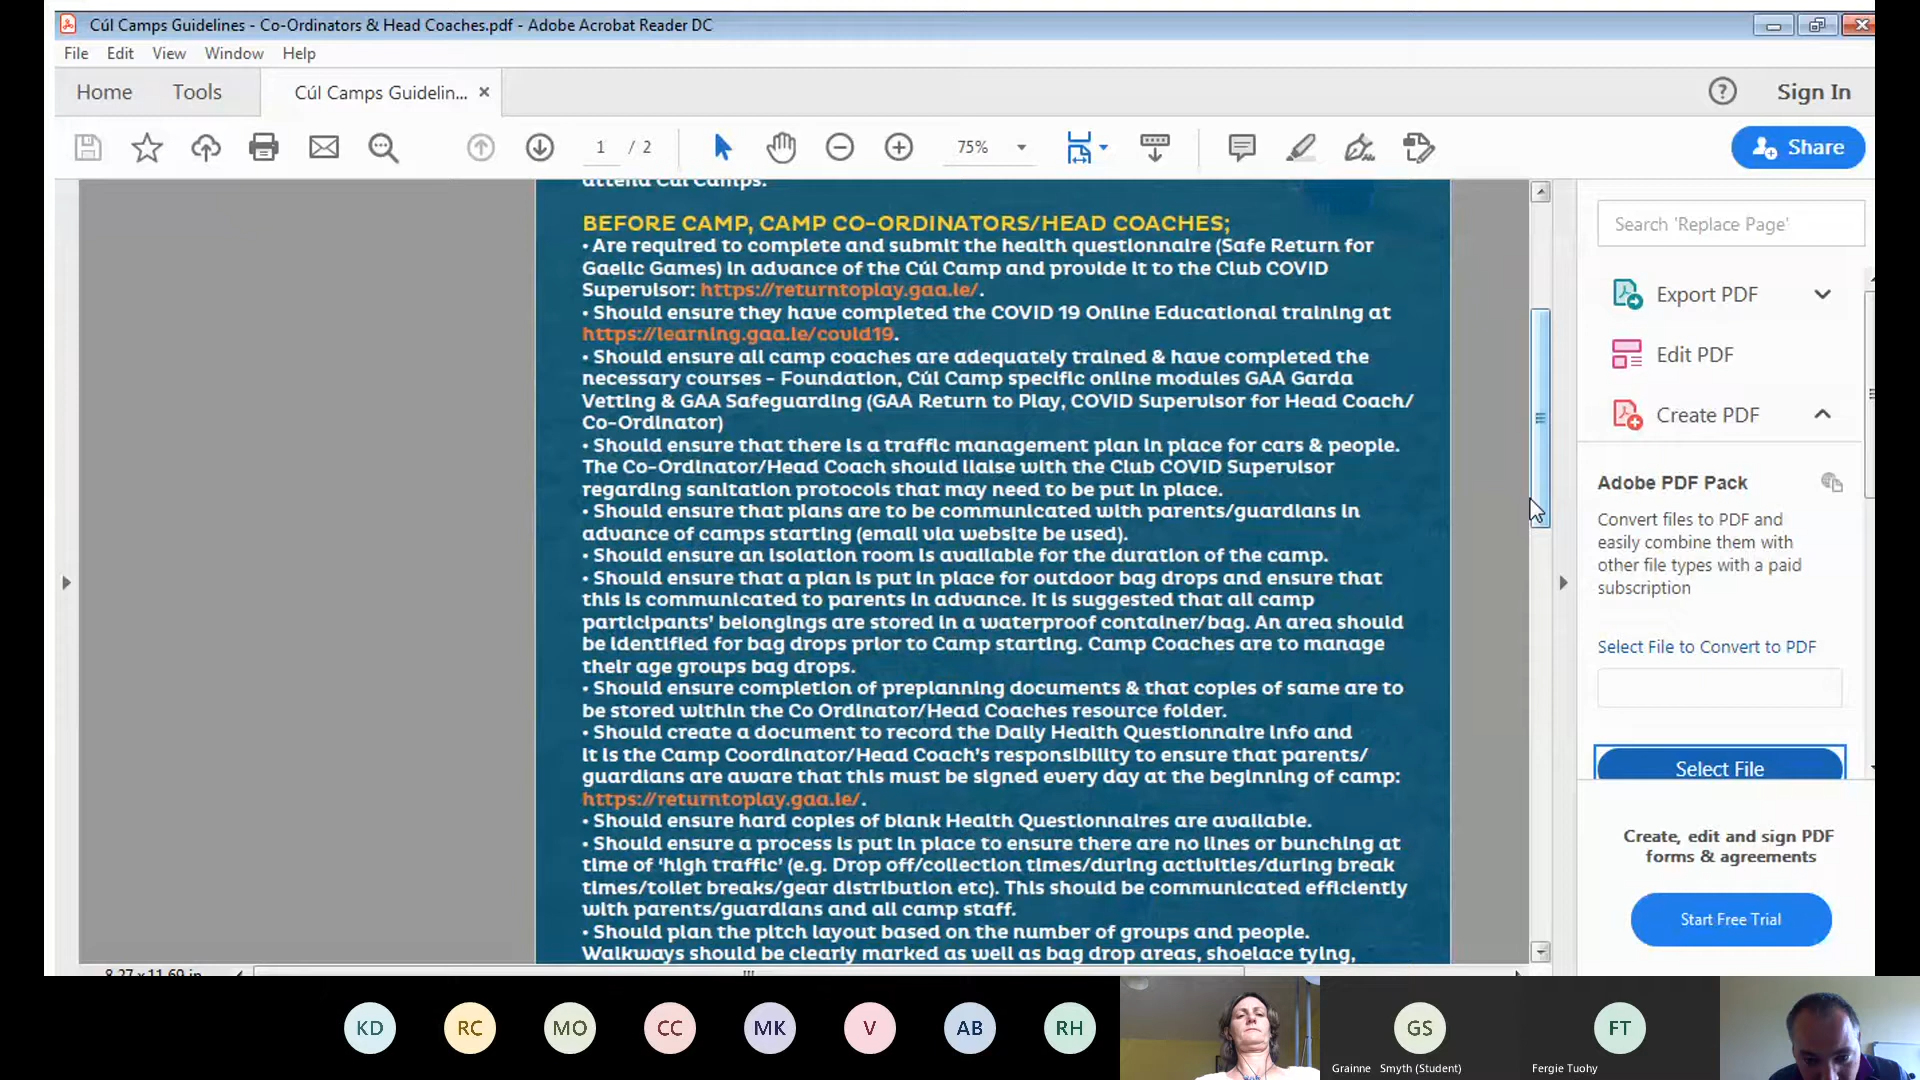 Cúl Camps Guidelines - Co-Ordinators & Head Coaches.pdf - Adobe Acrobat Reader DC
File Edit View Window Help
Home Tools Cúl Camps Guidelin... Sign In
1 / 2 75% Share
attend Cúl Camps.
BEFORE CAMP, CAMP CO-ORDINATORS/HEAD COACHES;
• Are required to complete and submit the health questionnaire (Safe Return for
Gaelic Games) in advance of the Cúl Camp and provide it to the Club COVID
Supervisor: https://returntoplay.gaa.ie/.
• Should ensure they have completed the COVID 19 Online Educational training at
https://learning.gaa.ie/covid19.
• Should ensure all camp coaches are adequately trained & have completed the
necessary courses - Foundation, Cúl Camp specific online modules GAA Garda
Vetting & GAA Safeguarding (GAA Return to Play, COVID Supervisor for Head Coach/
Co-Ordinator)
• Should ensure that there is a traffic management plan in place for cars & people.
The Co-Ordinator/Head Coach should liaise with the Club COVID Supervisor
regarding sanitation protocols that may need to be put in place.
• Should ensure that plans are to be communicated with parents/guardians in
advance of camps starting (email via website be used).
• Should ensure an isolation room is available for the duration of the camp.
• Should ensure that a plan is put in place for outdoor bag drops and ensure that
this is communicated to parents in advance. It is suggested that all camp
participants' belongings are stored in a waterproof container/bag. An area should
be identified for bag drops prior to Camp starting. Camp Coaches are to manage
their age groups bag drops.
• Should ensure completion of preplanning documents & that copies of same are to
be stored within the Co Ordinator/Head Coaches resource folder.
• Should create a document to record the Daily Health Questionnaire info and
it is the Camp Coordinator/Head Coach's responsibility to ensure that parents/
guardians are aware that this must be signed every day at the beginning of camp:
https://returntoplay.gaa.ie/.
• Should ensure hard copies of blank Health Questionnaires are available.
• Should ensure a process is put in place to ensure there are no lines or bunching at
time of 'high traffic' (e.g. Drop off/collection times/during activities/during break
times/toilet breaks/gear distribution etc). This should be communicated efficiently
with parents/guardians and all camp staff.
• Should plan the pitch layout based on the number of groups and people.
Walkways should be clearly marked as well as bag drop areas, shoelace tying,
8.27 x 11.69 in
Search 'Replace Page'
Export PDF
Edit PDF
Create PDF
Adobe PDF Pack
Convert files to PDF and
easily combine them with
other file types with a paid
subscription
Select File to Convert to PDF
Select File
Create, edit and sign PDF
forms & agreements
Start Free Trial
KD RC MO CC MK V AB RH GS FT
Grainne Smyth (Student) Fergie Tuohy